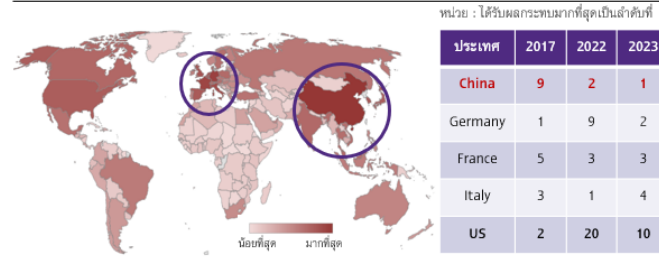 หน่วย : ได้รับผลกระทบมากที่สุดเป็นลำดับที่
ประเทศ 2017 2022 2023
China 9 2 1
Germany 1 9 2
France 5 3 3
Italy 3 1 4
US 2 20 10
น้อยที่สุด มากที่สุด